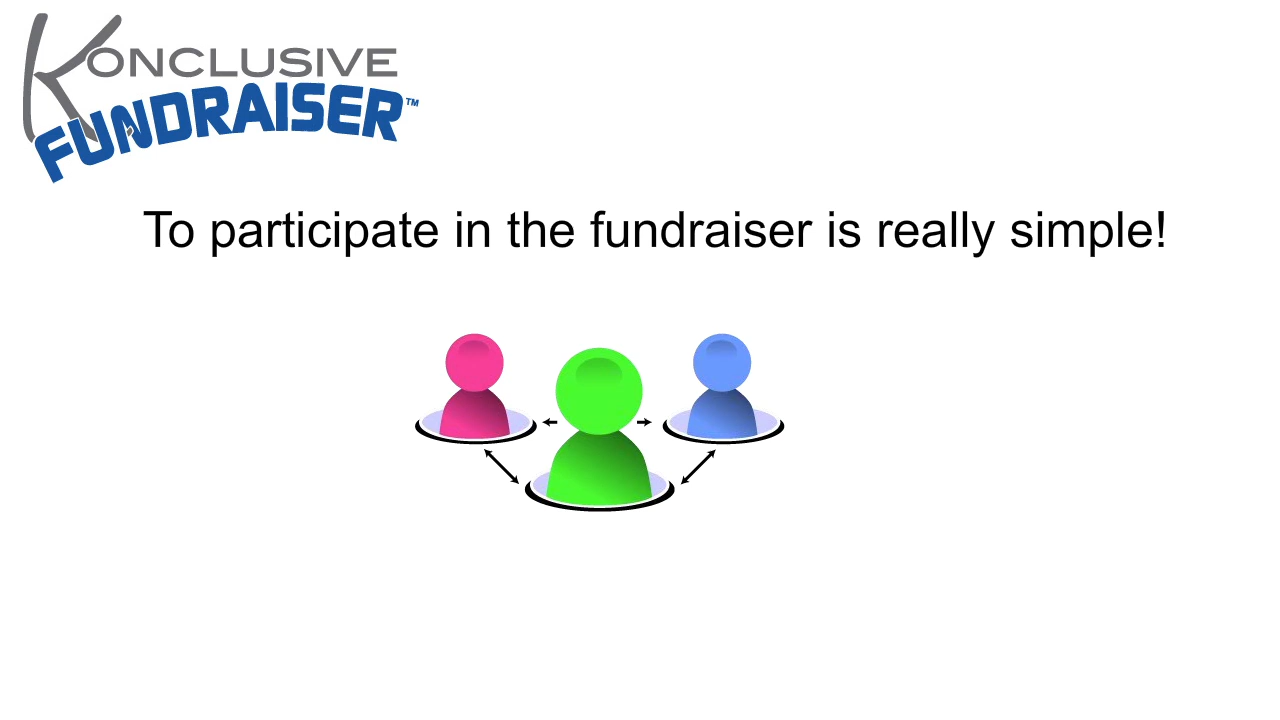 KONCLUSIVE
FUNDRAISER™
To participate in the fundraiser is really simple!